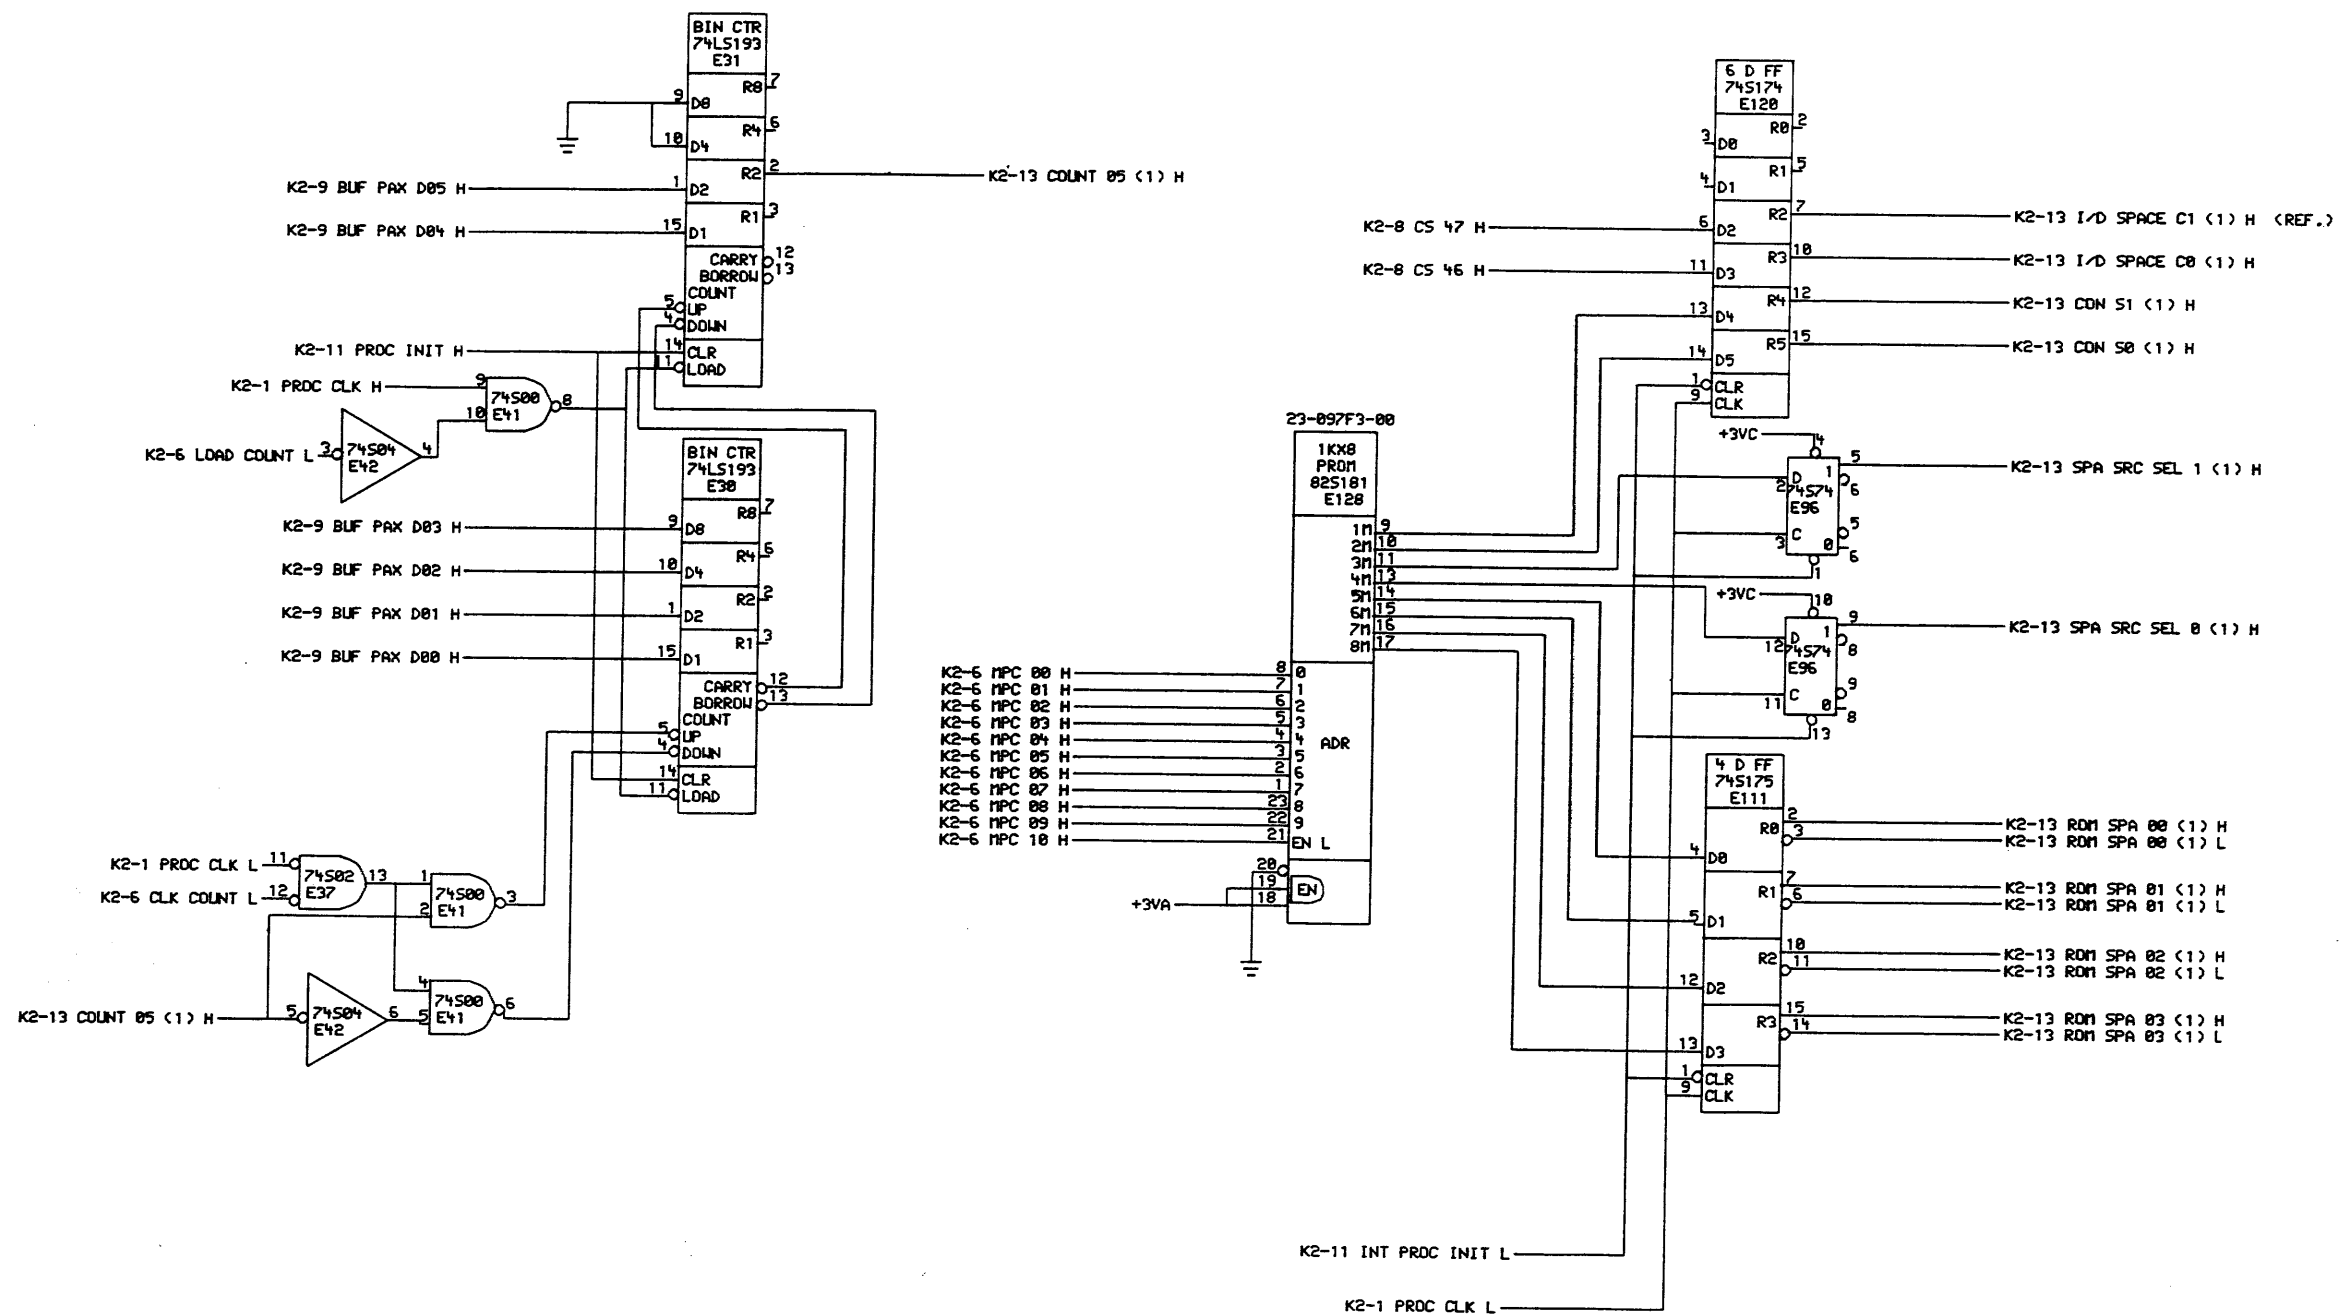 BIN CTR
74LS193
E31
R8 7
9 D8
R4 6
10 D4
R2 2
K2-13 COUNT 05 (1) H
K2-9 BUF PAX D05 H
1 D2
R1 3
K2-9 BUF PAX D04 H
15 D1
CARRY 12
BORROW 13
COUNT
5 UP
4 DOWN
K2-11 PROC INIT H
14 CLR
11 LOAD
K2-1 PROC CLK H
9
10
74S00
E41
8
K2-6 LOAD COUNT L
3
74S04
E42
4
BIN CTR
74LS193
E30
R8 7
K2-9 BUF PAX D03 H
9 D8
R4 6
K2-9 BUF PAX D02 H
10 D4
R2 2
K2-9 BUF PAX D01 H
1 D2
R1 3
K2-9 BUF PAX D00 H
15 D1
CARRY 12
BORROW 13
COUNT
5 UP
4 DOWN
14 CLR
11 LOAD
K2-1 PROC CLK L
11
K2-6 CLK COUNT L
12
74S02
E37
13
1
2
74S00
E41
3
4
5
74S00
E41
6
K2-13 COUNT 05 (1) H
5
74S04
E42
6
23-097F3-00
1KX8
PROM
82S181
E128
1M 9
2M 10
3M 11
4M 13
5M 14
6M 15
7M 16
8M 17
K2-6 MPC 00 H 8 0
K2-6 MPC 01 H 7 1
K2-6 MPC 02 H 6 2
K2-6 MPC 03 H 5 3
K2-6 MPC 04 H 4 4
ADR
K2-6 MPC 05 H 3 5
K2-6 MPC 06 H 2 6
K2-6 MPC 07 H 1 7
K2-6 MPC 08 H 23 8
K2-6 MPC 09 H 22 9
K2-6 MPC 10 H 21 EN L
20
19
EN
+3VA
18
6 D FF
74S174
E120
R0 2
3 D0
R1 5
4 D1
R2 7
K2-13 I/D SPACE C1 (1) H (REF.)
K2-8 CS 47 H
6 D2
R3 10
K2-13 I/D SPACE C0 (1) H
K2-8 CS 46 H
11 D3
R4 12
K2-13 CON S1 (1) H
13 D4
R5 15
K2-13 CON S0 (1) H
14 D5
1 CLR
9 CLK
+3VC
4
D 1 5
K2-13 SPA SRC SEL 1 (1) H
2
6
74S74
E96
C
3
5
0
6
1
+3VC
10
D 1 9
K2-13 SPA SRC SEL 0 (1) H
12
8
74S74
E96
C
11
9
0
8
13
4 D FF
74S175
E111
R0 2
K2-13 ROM SPA 00 (1) H
3
K2-13 ROM SPA 00 (1) L
4 D0
R1 7
K2-13 ROM SPA 01 (1) H
6
K2-13 ROM SPA 01 (1) L
5 D1
R2 10
K2-13 ROM SPA 02 (1) H
11
K2-13 ROM SPA 02 (1) L
12 D2
R3 15
K2-13 ROM SPA 03 (1) H
14
K2-13 ROM SPA 03 (1) L
13 D3
1 CLR
9 CLK
K2-11 INT PROC INIT L
K2-1 PROC CLK L